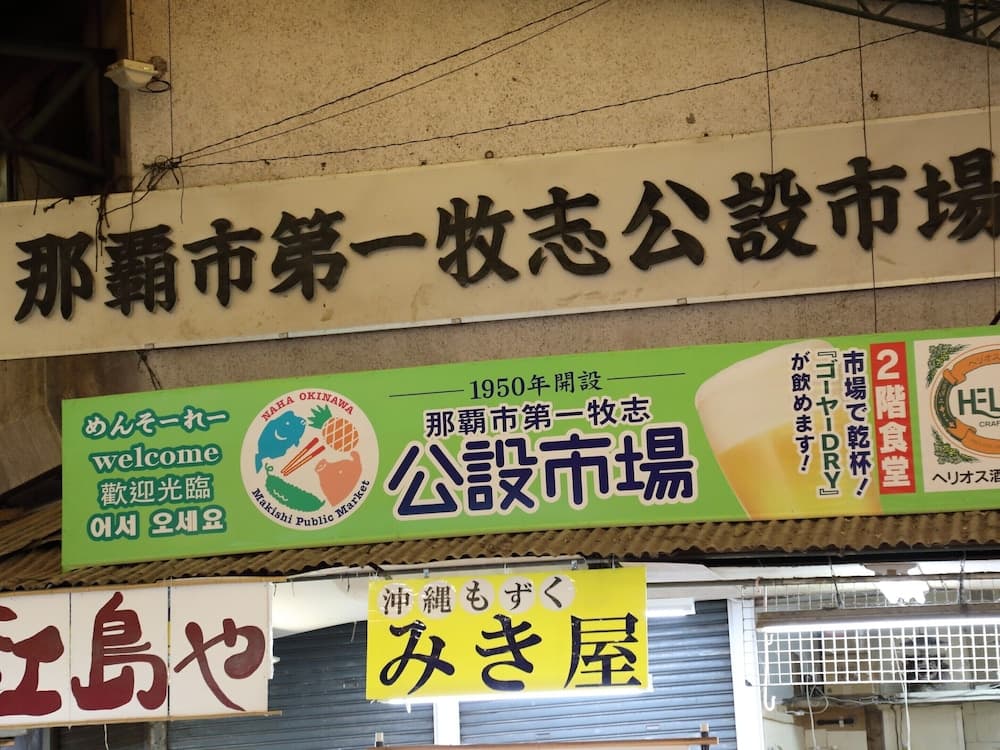 那覇市第一牧志公設市場
めんそーれー
welcome
歡迎光臨
어서 오세요
NAHA OKINAWA
Makishi Public Market
1950年開設
那覇市第一牧志
公設市場
市場で乾杯!
『ゴーヤーDRY』
が飲めます!
2階食堂
HEL
CRAF
ヘリオス酒
江島や
沖縄もずく
みき屋